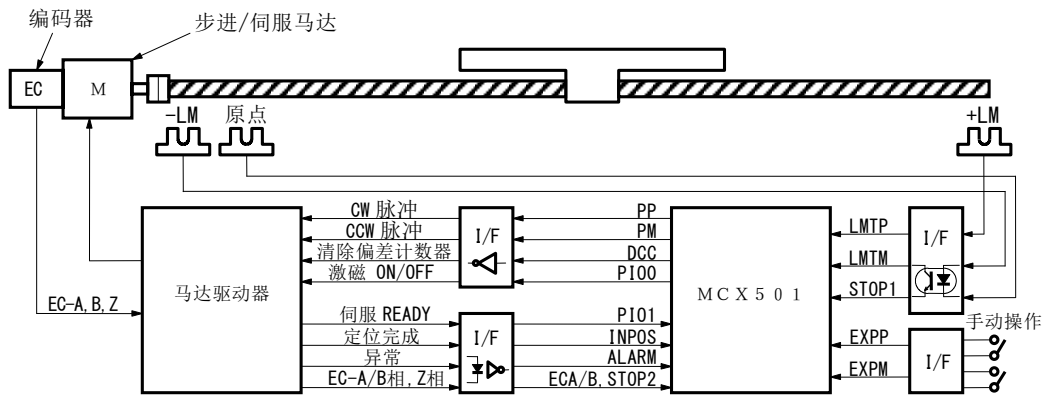 编码器
步进/伺服马达
EC
M
-LM
原点
+LM
CW 脉冲
PP
CCW 脉冲
PM
清除偏差计数器
DCC
激磁 ON/OFF
PIO0
I/F
马达驱动器
MCX501
LMTP
LMTM
STOP1
I/F
EC-A, B, Z
伺服 READY
PIO1
定位完成
INPOS
异常
ALARM
EC-A/B相, Z相
ECA/B, STOP2
I/F
手动操作
EXPP
EXPM
I/F